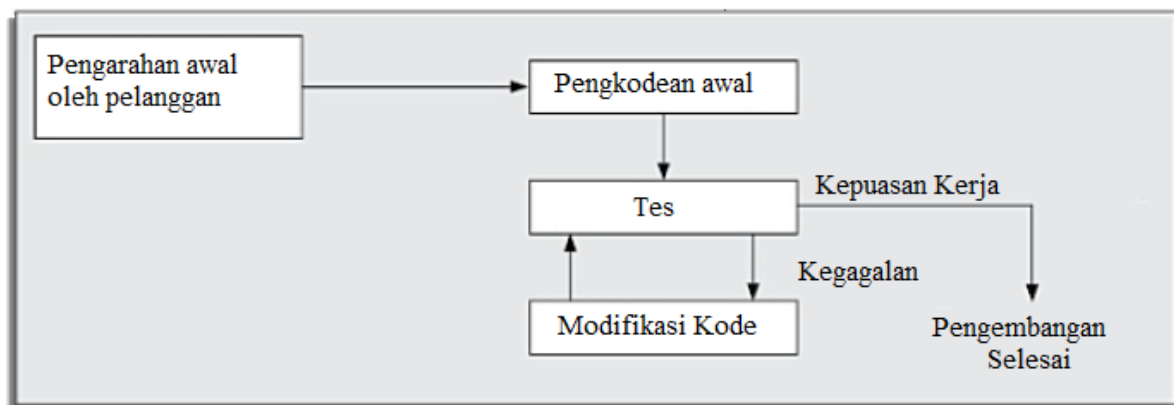 Pengarahan awal
oleh pelanggan
Pengkodean awal
Tes
Kepuasan Kerja
Kegagalan
Modifikasi Kode
Pengembangan
Selesai